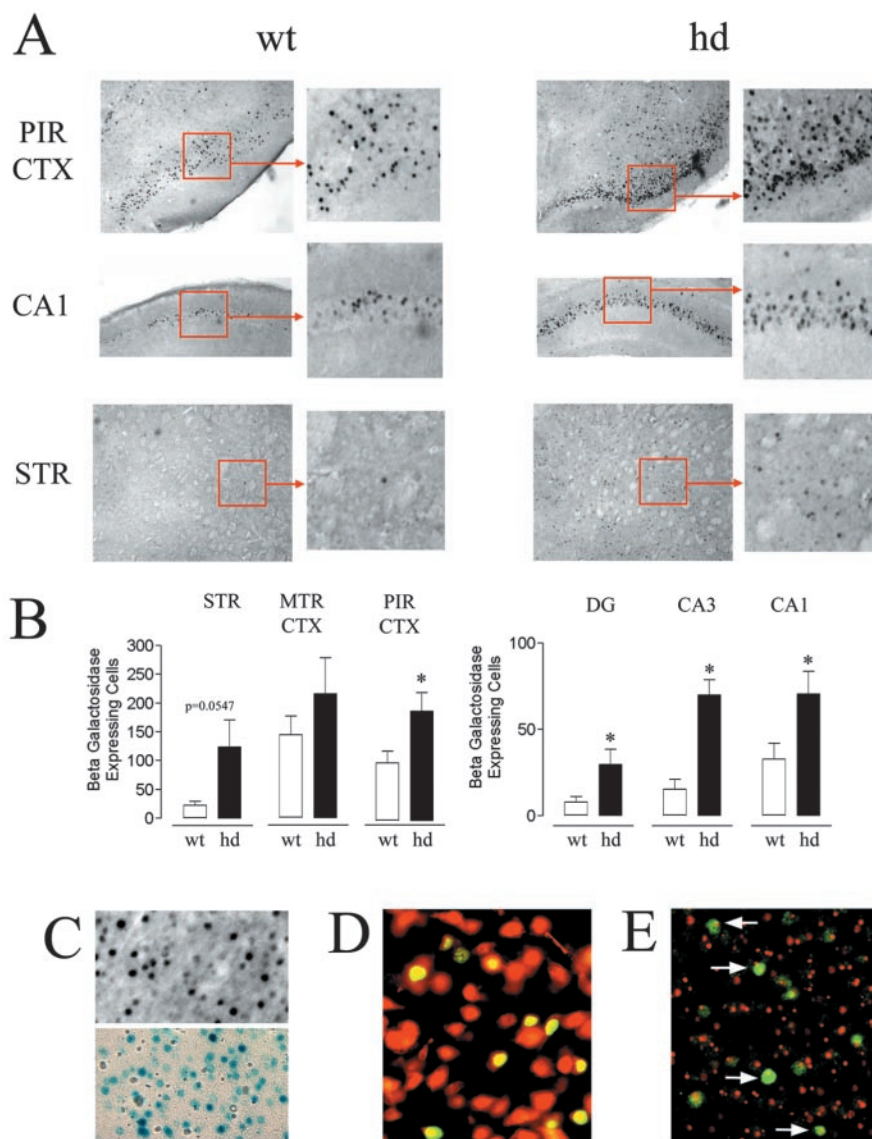 A
wt
hd
PIR
CTX
CA1
STR
B
STR
MTR
CTX
PIR
CTX
Beta Galactosidase
Expressing Cells
300
250
200
150
100
50
0
p=0.0547
*
wt hd
wt hd
wt hd
DG
CA3
CA1
Beta Galactosidase
Expressing Cells
100
50
0
*
*
*
wt hd
wt hd
wt hd
C
D
E